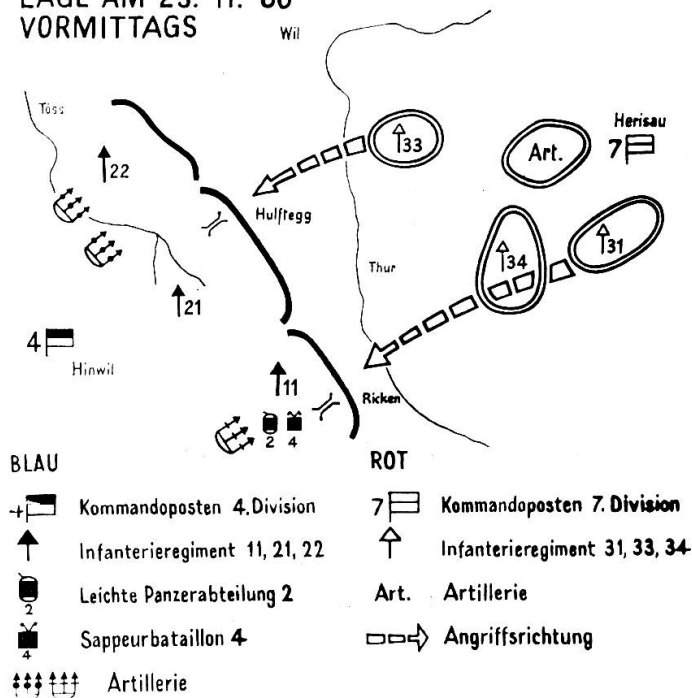 LAGE AM 23. 11. 60
VORMITTAGS
Wil
Töss
22
33
Herisau
Art.
7
Hulftegg
31
34
Thur
21
4
Hinwil
11
Ricken
2
4
BLAU
4 Kommandoposten 4. Division
Infanterieregiment 11, 21, 22
2 Leichte Panzerabteilung 2
4 Sappeurbataillon 4
Artillerie
ROT
7 Kommandoposten 7. Division
Infanterieregiment 31, 33, 34
Art. Artillerie
Angriffsrichtung